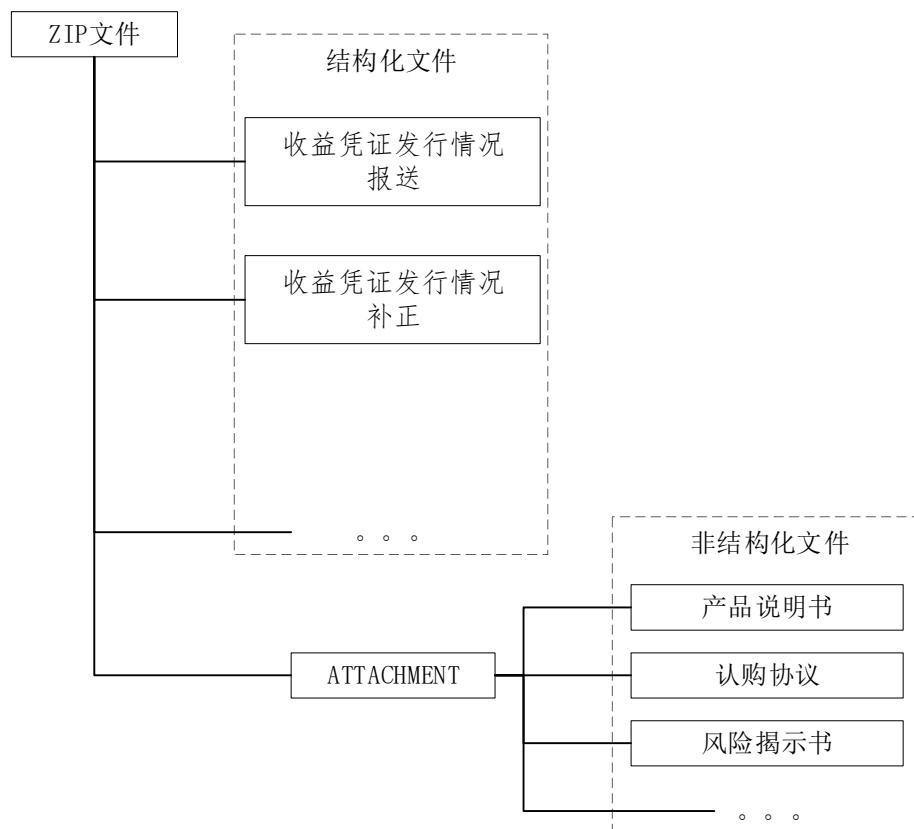 ZIP文件
结构化文件
收益凭证发行情况
报送
收益凭证发行情况
补正
。。。
非结构化文件
产品说明书
ATTACHMENT
认购协议
风险揭示书
。。。